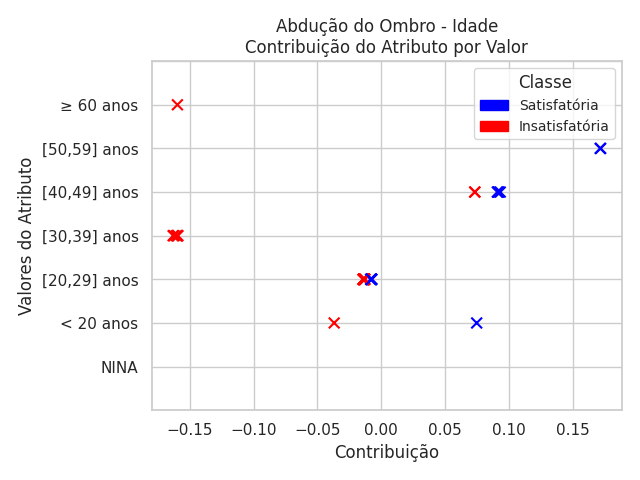 Abdução do Ombro - Idade
Contribuição do Atributo por Valor
Classe
Satisfatória
Insatisfatória
Valores do Atributo
≥ 60 anos
[50,59] anos
[40,49] anos
[30,39] anos
[20,29] anos
< 20 anos
NINA
−0.15 −0.10 −0.05 0.00 0.05 0.10 0.15
Contribuição